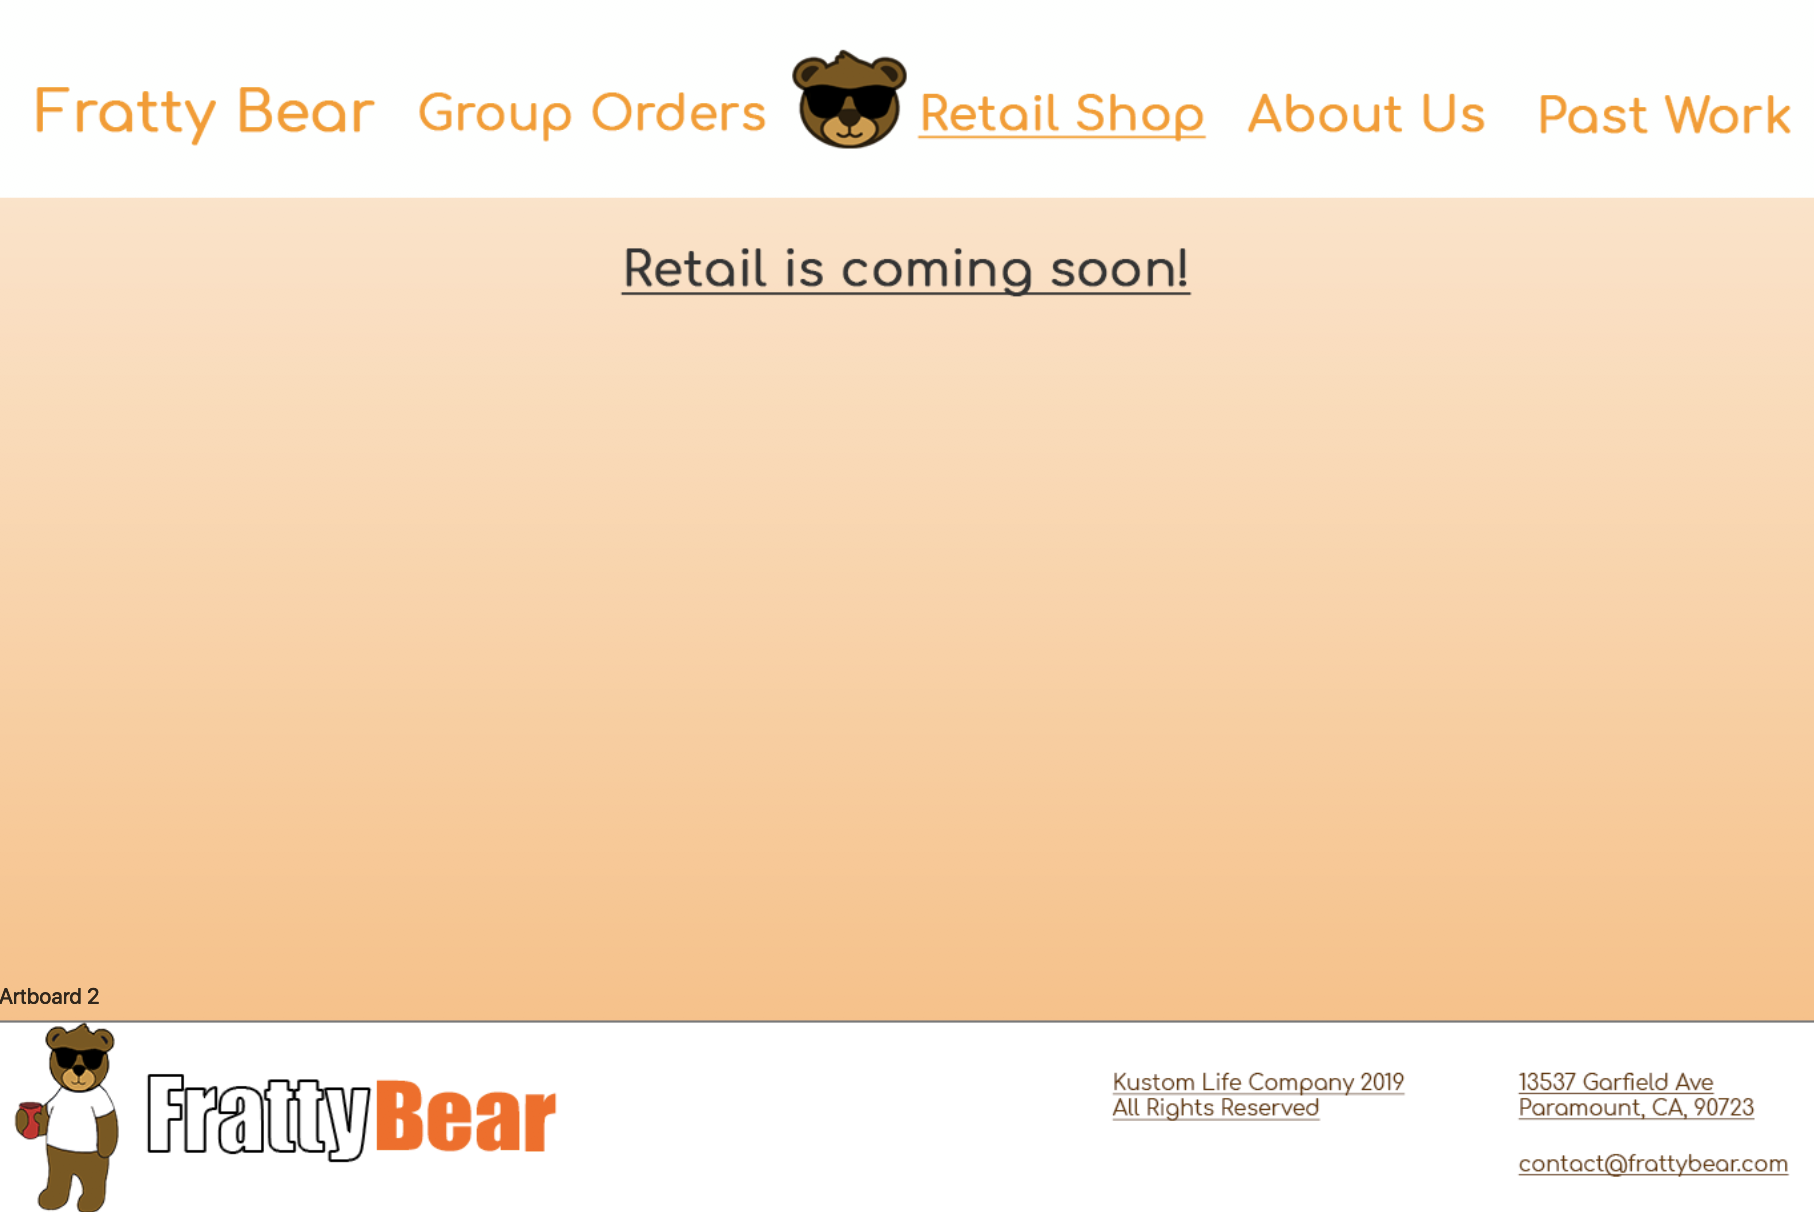 Fratty Bear
Group Orders
Retail Shop
About Us
Past Work
Retail is coming soon!
Artboard 2
FrattyBear
Kustom Life Company 2019
All Rights Reserved
13537 Garfield Ave
Paramount, CA, 90723
contact@frattybear.com